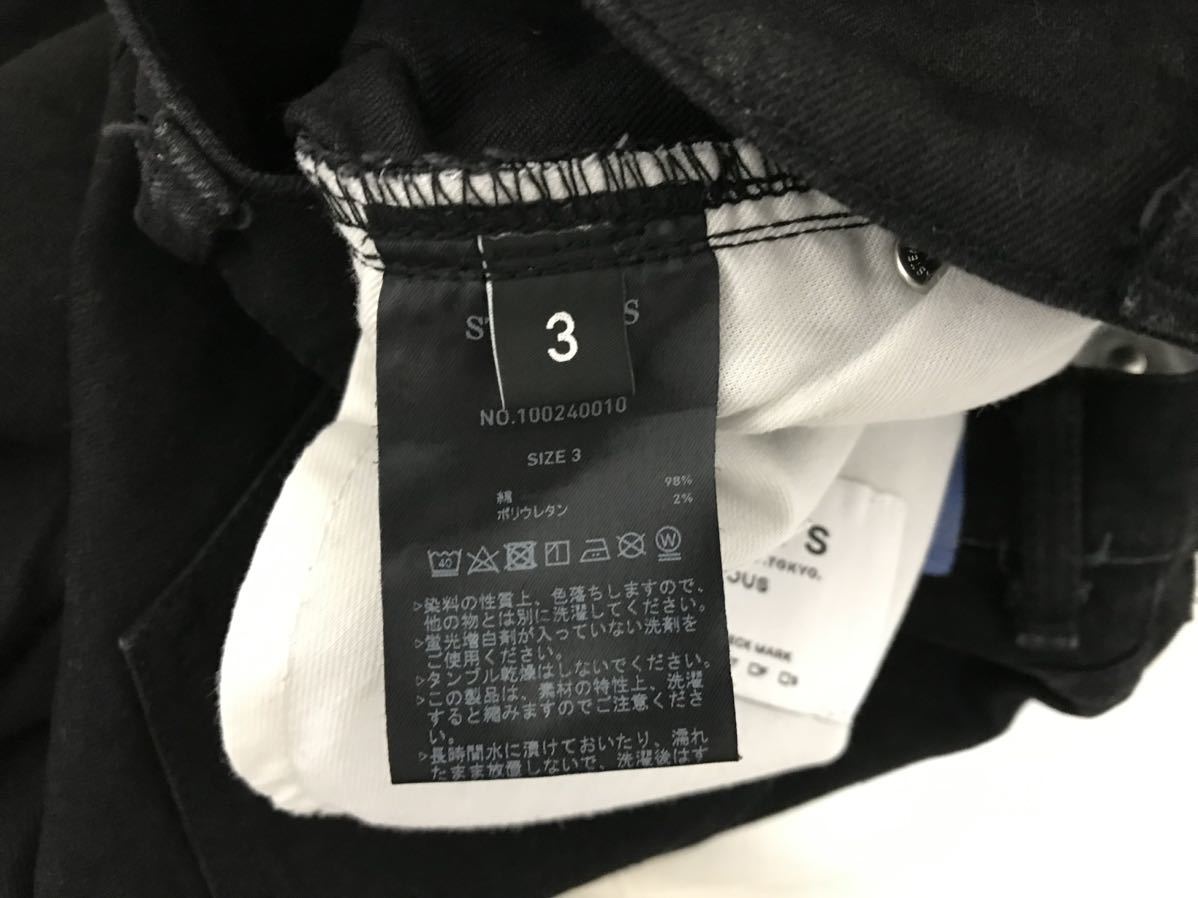 3
NO.100240010
SIZE 3
綿 98%
ポリウレタン 2%
40
W
>染料の性質上、色落ちしますので、
他の物とは別に洗濯してください。
>蛍光増白剤が入っていない洗剤を
ご使用ください。
>タンブル乾燥はしないでください。
>この製品は、素材の特性上、洗濯
すると縮みますのでご注意くださ
い。
>長時間水に漬けておいたり、濡れ
たまま放置しないで、洗濯後はす
S
.TOKYO.
OUS
MARK